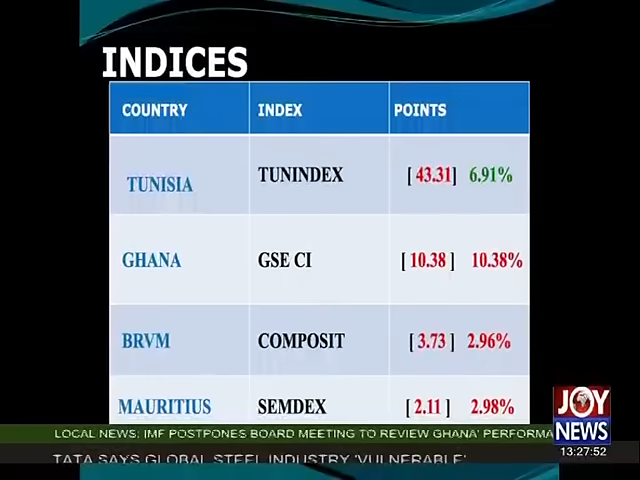 INDICES
COUNTRY INDEX POINTS
TUNISIA TUNINDEX [ 43.31] 6.91%
GHANA GSE CI [ 10.38 ] 10.38%
BRVM COMPOSIT [ 3.73 ] 2.96%
MAURITIUS SEMDEX [ 2.11 ] 2.98%
JOY
NEWS
LOCAL NEWS: IMF POSTPONES BOARD MEETING TO REVIEW GHANA' PERFORMA
13:27:52
TATA SAYS GLOBAL STEEL INDUSTRY 'VULNERABLE'